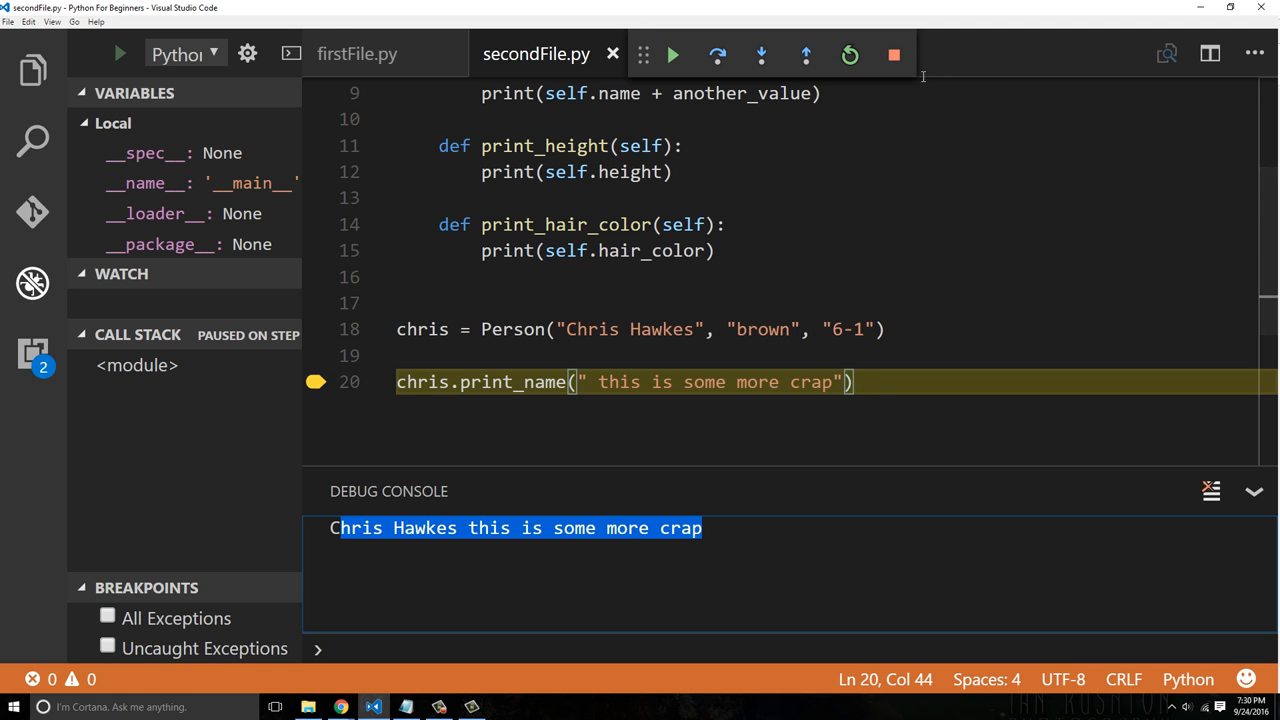 secondFile.py - Python For Beginners - Visual Studio Code
File Edit View Go Help
Python
firstFile.py
secondFile.py
VARIABLES
Local
__spec__: None
__name__: '__main__'
__loader__: None
__package__: None
WATCH
CALL STACK PAUSED ON STEP
<module>
BREAKPOINTS
All Exceptions
Uncaught Exceptions
9 print(self.name + another_value)
10
11 def print_height(self):
12 print(self.height)
13
14 def print_hair_color(self):
15 print(self.hair_color)
16
17
18 chris = Person("Chris Hawkes", "brown", "6-1")
19
20 chris.print_name(" this is some more crap")
DEBUG CONSOLE
Chris Hawkes this is some more crap
2
0 0
Ln 20, Col 44 Spaces: 4 UTF-8 CRLF Python
I'm Cortana. Ask me anything.
7:30 PM
9/24/2016